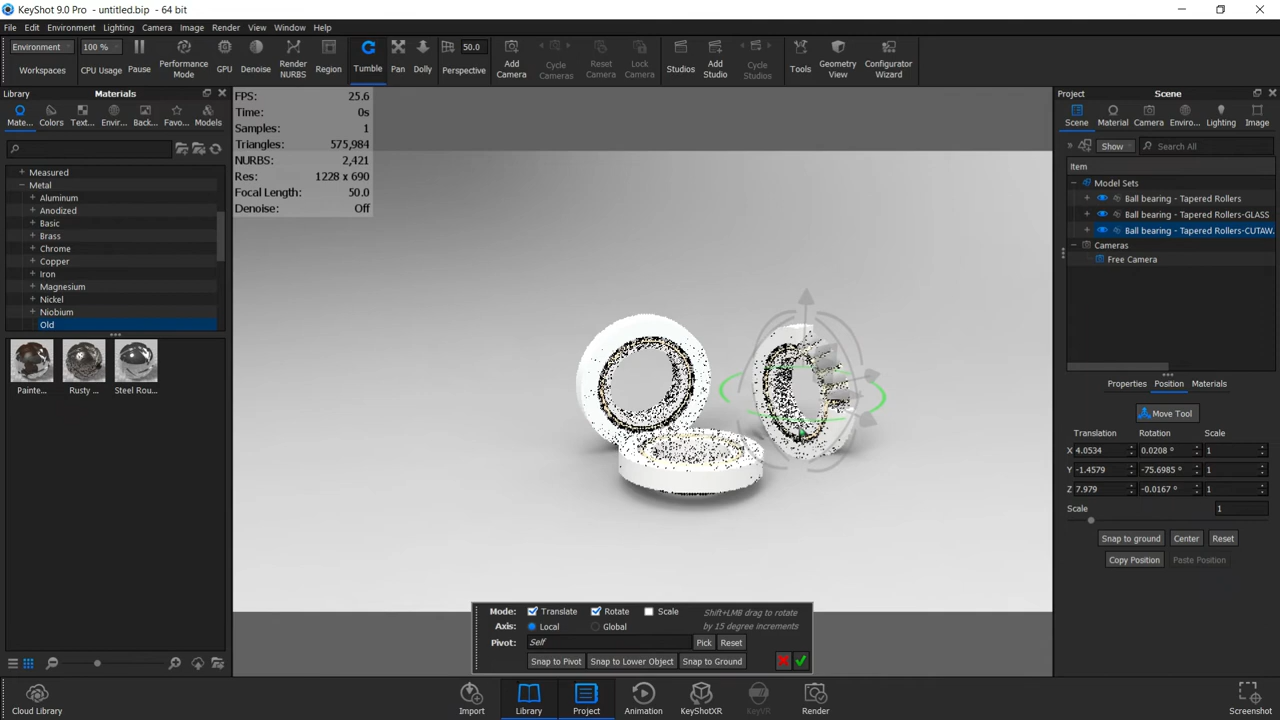 KeyShot 9.0 Pro - untitled.bip - 64 bit
File Edit Environment Lighting Camera Image Render View Window Help
Environment 100 % 50.0
Workspaces CPU Usage Pause Performance Mode GPU Denoise Render NURBS Region Tumble Pan Dolly Perspective Add Camera Cycle Cameras Reset Camera Lock Camera Studios Add Studio Cycle Studios Tools Geometry View Configurator Wizard
Library Materials
Mate... Colors Text... Envir... Back... Favo... Models
Measured
Metal
Aluminum
Anodized
Basic
Brass
Chrome
Copper
Iron
Magnesium
Nickel
Niobium
Old
Painte... Rusty ... Steel Rou...
FPS: 25.6
Time: 0s
Samples: 1
Triangles: 575,984
NURBS: 2,421
Res: 1228 x 690
Focal Length: 50.0
Denoise: Off
Project Scene
Scene Material Camera Enviro... Lighting Image
Show Search All
Item
Model Sets
Ball bearing - Tapered Rollers
Ball bearing - Tapered Rollers-GLASS
Ball bearing - Tapered Rollers-CUTAW...
Cameras
Free Camera
Properties Position Materials
Move Tool
Translation Rotation Scale
X 4.0534 0.0208 ° 1
Y -1.4579 -75.6985 ° 1
Z 7.979 -0.0167 ° 1
Scale 1
Snap to ground Center Reset
Copy Position Paste Position
Mode: Translate Rotate Scale Shift+LMB drag to rotate
Axis: Local Global by 15 degree increments
Pivot: Self Pick Reset
Snap to Pivot Snap to Lower Object Snap to Ground
Cloud Library Import Library Project Animation KeyShotXR KeyVR Render Screenshot